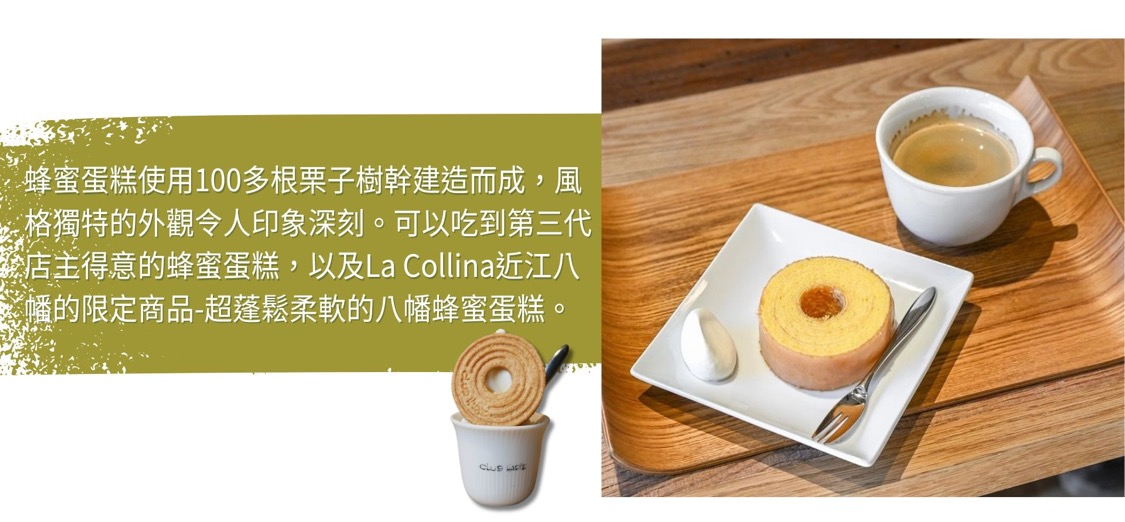 蜂蜜蛋糕使用100多根栗子樹幹建造而成，風
格獨特的外觀令人印象深刻。可以吃到第三代
店主得意的蜂蜜蛋糕，以及La Collina近江八
幡的限定商品-超蓬鬆柔軟的八幡蜂蜜蛋糕。